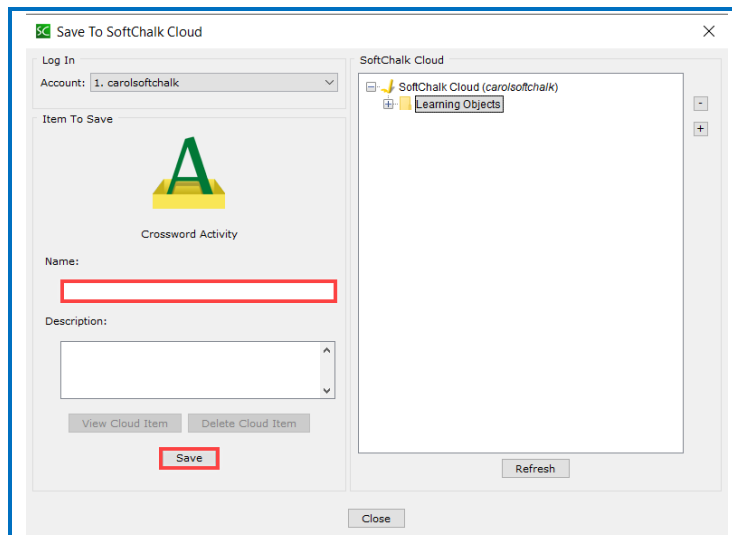 SC Save To SoftChalk Cloud
Log In
Account: 1. carolsoftchalk
Item To Save
A
Crossword Activity
Name:
Description:
View Cloud Item Delete Cloud Item
Save
SoftChalk Cloud
SoftChalk Cloud (carolsoftchalk)
Learning Objects
-
+
Refresh
Close